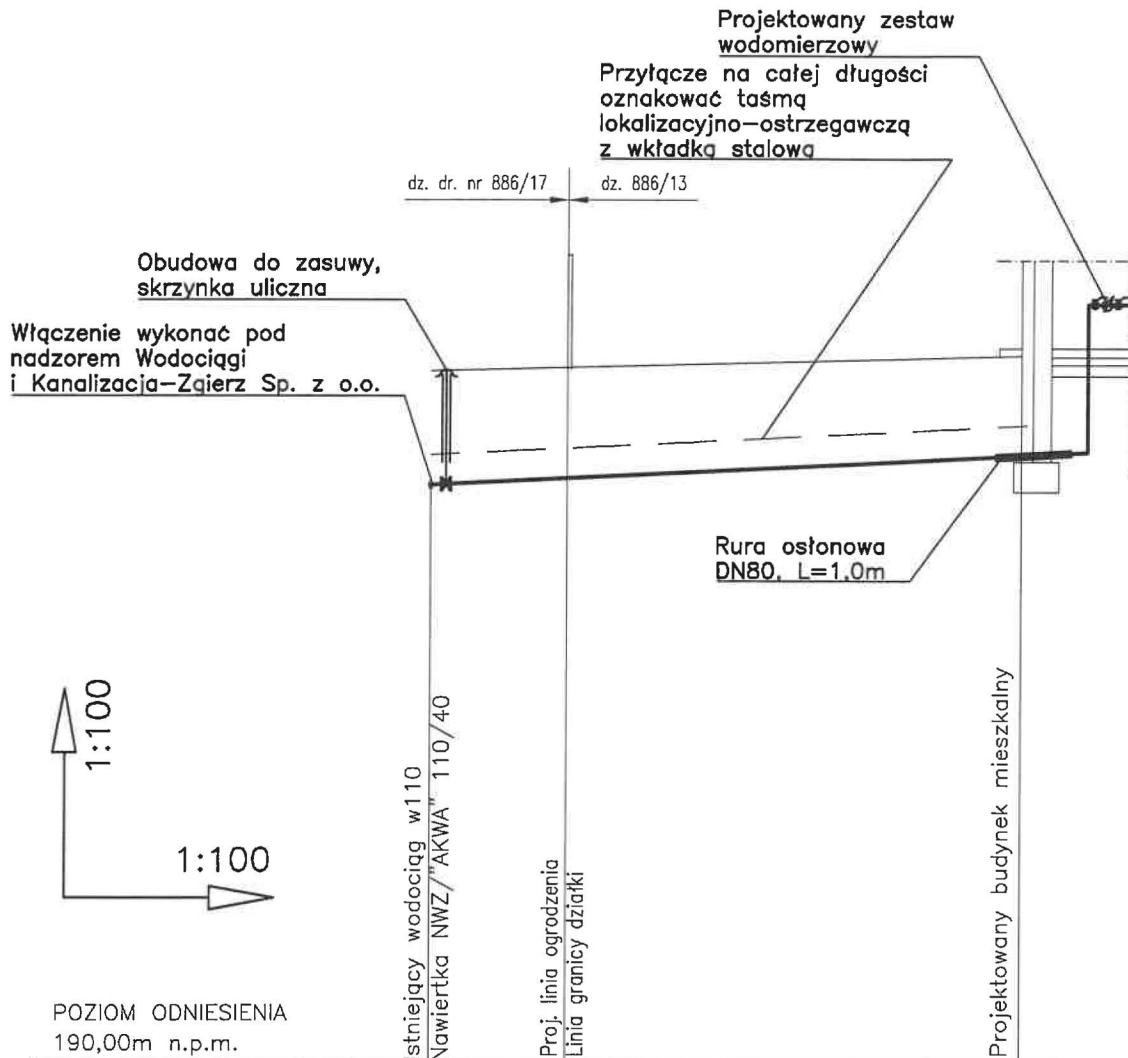 Projektowany zestaw
wodomierzowy
Przyłącze na całej długości
oznakować taśmą
lokalizacyjno-ostrzegawczą
z wkładką stalową
dz. dr. nr 886/17
dz. 886/13
Obudowa do zasuwy,
skrzynka uliczna
Włączenie wykonać pod
nadzorem Wodociągi
i Kanalizacja-Zgierz Sp. z o.o.
Rura osłonowa
DN80, L=1.0m
1:100
1:100
Istniejący wodociąg w110
Nawiertka NWZ/"AKWA" 110/40
Proj. linia ogrodzenia
Linia granicy działki
Projektowany budynek mieszkalny
POZIOM ODNIESIENIA
190,00m n.p.m.